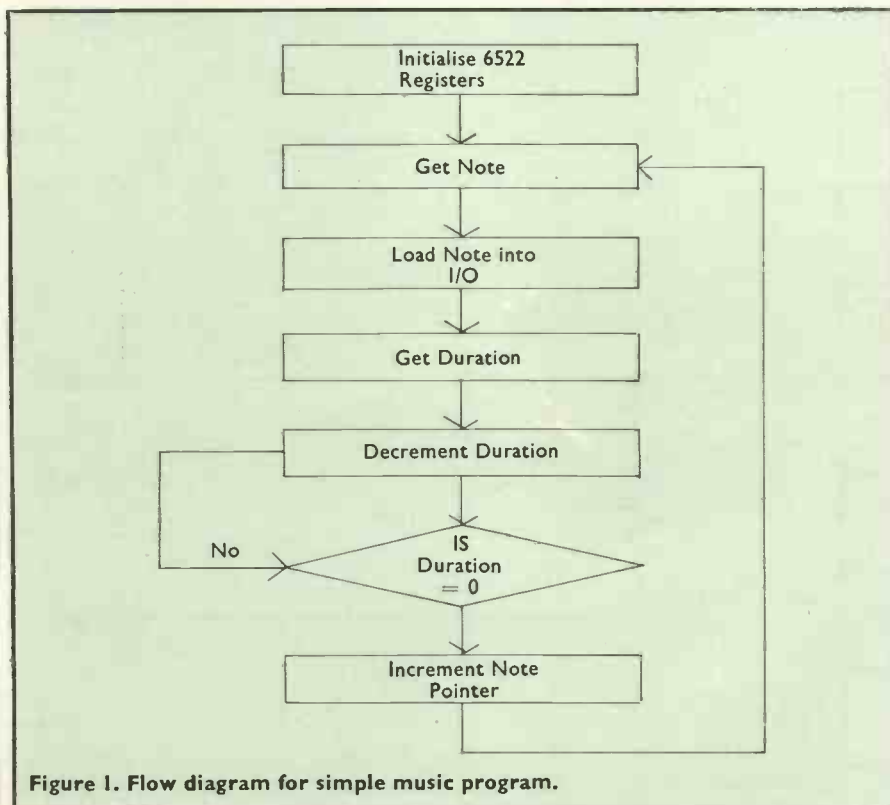 Initialise 6522
Registers
Get Note
Load Note into
I/O
Get Duration
Decrement Duration
No
IS
Duration
= 0
Increment Note
Pointer
Figure 1. Flow diagram for simple music program.